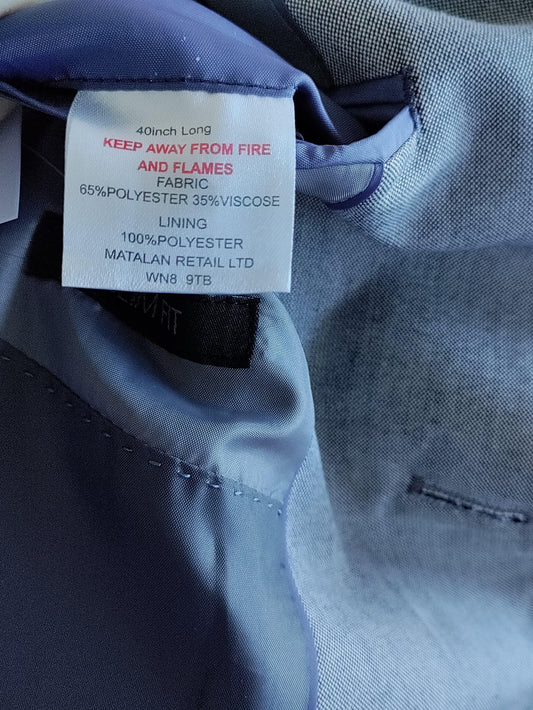 40inch Long
KEEP AWAY FROM FIRE
AND FLAMES
FABRIC
65%POLYESTER 35%VISCOSE
LINING
100%POLYESTER
MATALAN RETAIL LTD
WN8 9TB
FIT